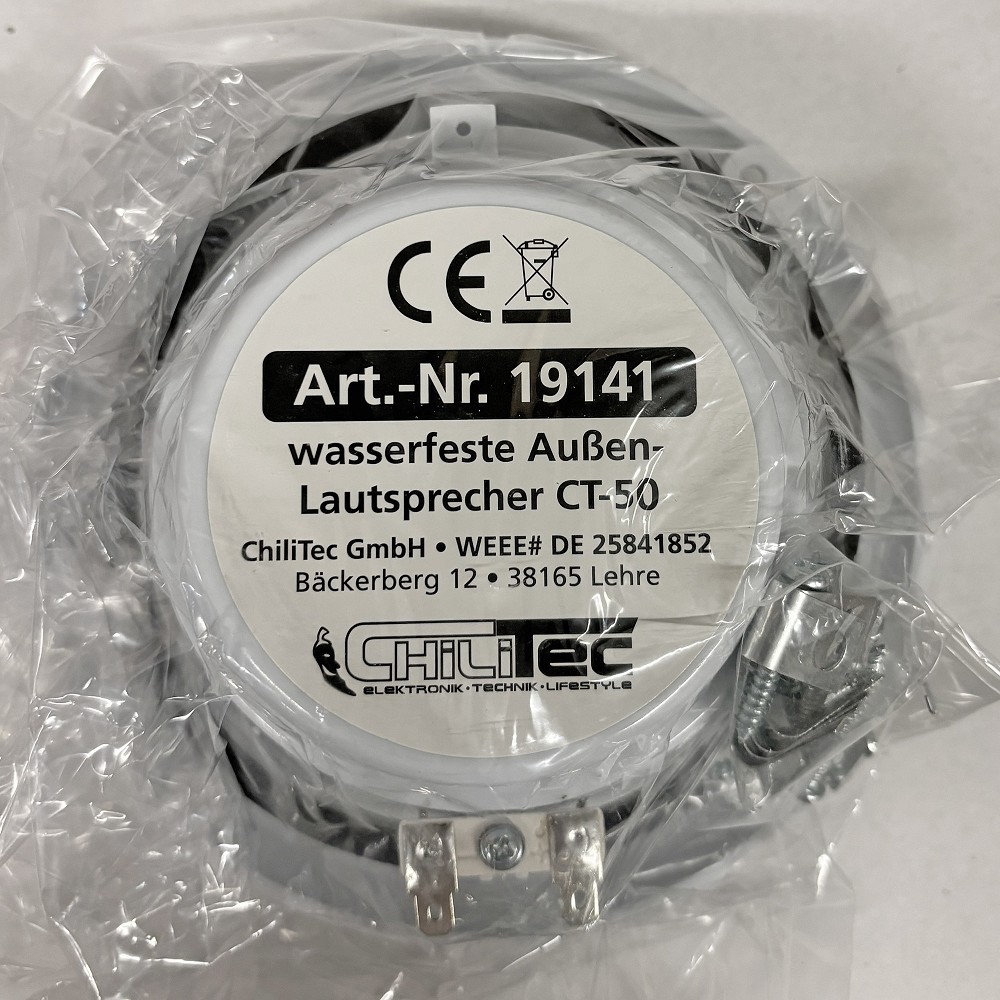 CE
Art.-Nr. 19141
wasserfeste Außen-
Lautsprecher CT-50
ChiliTec GmbH • WEEE# DE 25841852
Bäckerberg 12 • 38165 Lehre
CHILITEC
ELEKTRONIK · TECHNIK · LIFESTYLE